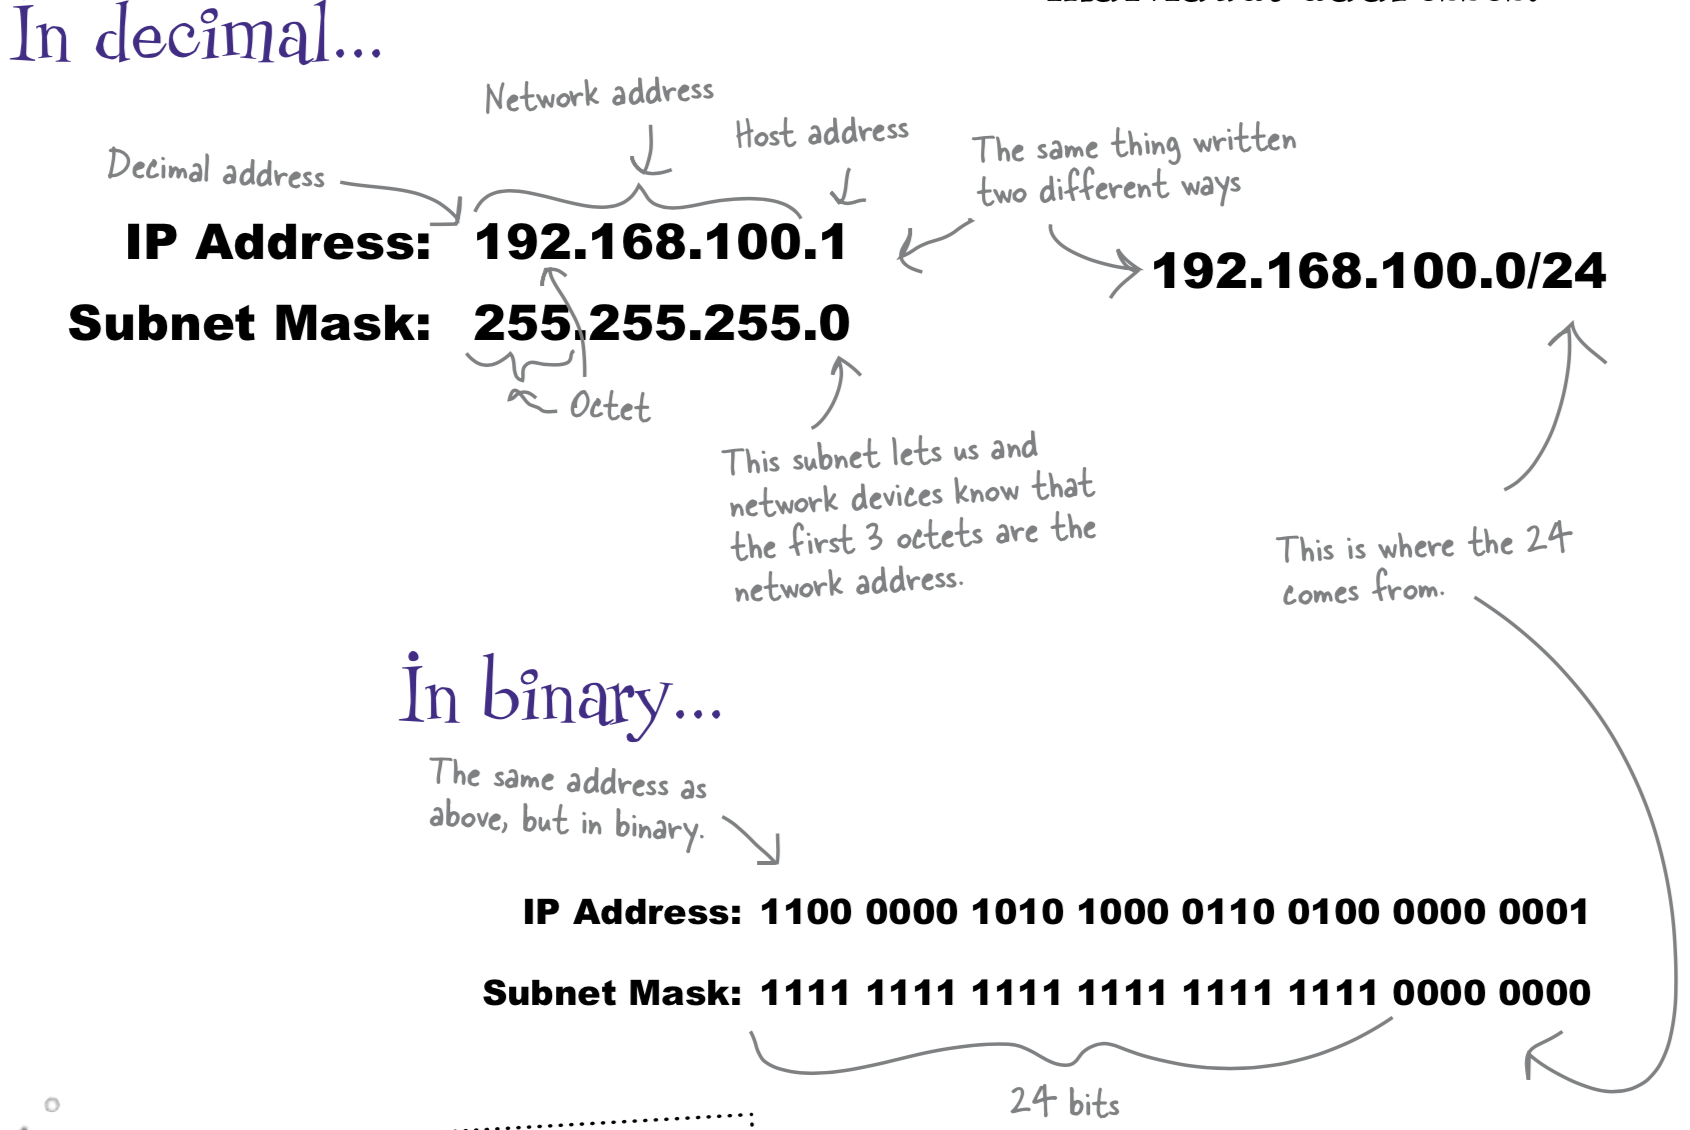 In decimal...
Network address
Host address
The same thing written
two different ways
Decimal address
IP Address: 192.168.100.1
192.168.100.0/24
Subnet Mask: 255.255.255.0
Octet
This subnet lets us and
network devices know that
the first 3 octets are the
network address.
This is where the 24
comes from.
In binary...
The same address as
above, but in binary.
IP Address: 1100 0000 1010 1000 0110 0100 0000 0001
Subnet Mask: 1111 1111 1111 1111 1111 1111 0000 0000
24 bits